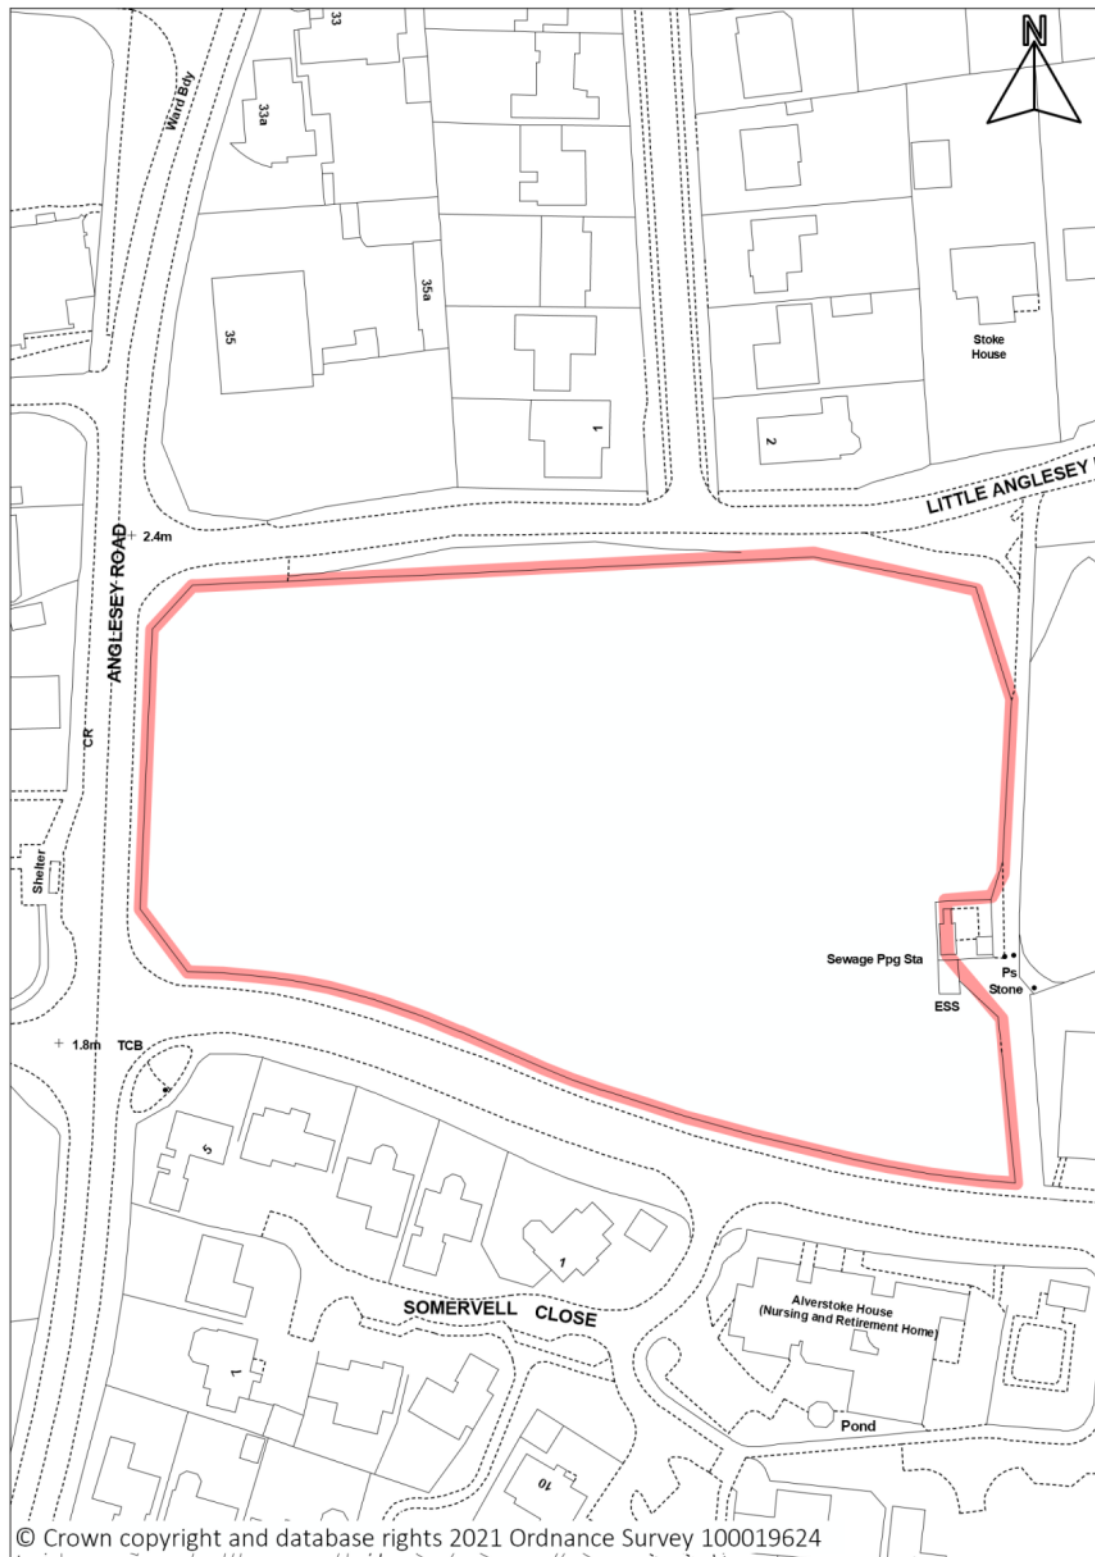 N
33
Ward Bdy
33a
35a
35
Stoke
House
1
2
LITTLE ANGLESEY
2.4m
ANGLESEY ROAD
CR
Shelter
Sewage Ppg Sta
Ps
Stone
ESS
1.8m
TCB
5
1
SOMERVELL CLOSE
Alverstoke House
(Nursing and Retirement Home)
7
Pond
10
© Crown copyright and database rights 2021 Ordnance Survey 100019624